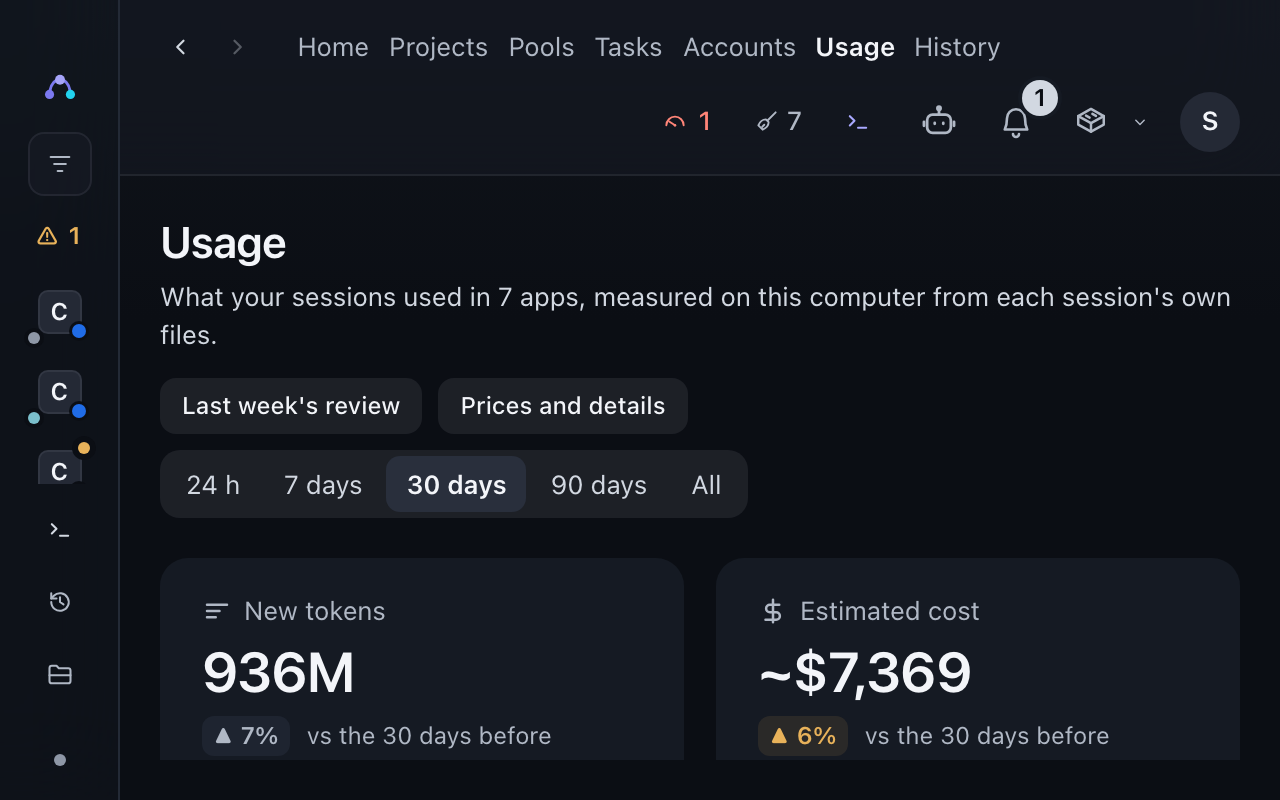 Home Projects Pools Tasks Accounts Usage History
1 7 1 S
1
C
C
C
Usage
What your sessions used in 7 apps, measured on this computer from each session's own
files.
Last week's review Prices and details
24 h 7 days 30 days 90 days All
New tokens
936M
7% vs the 30 days before
Estimated cost
~$7,369
6% vs the 30 days before